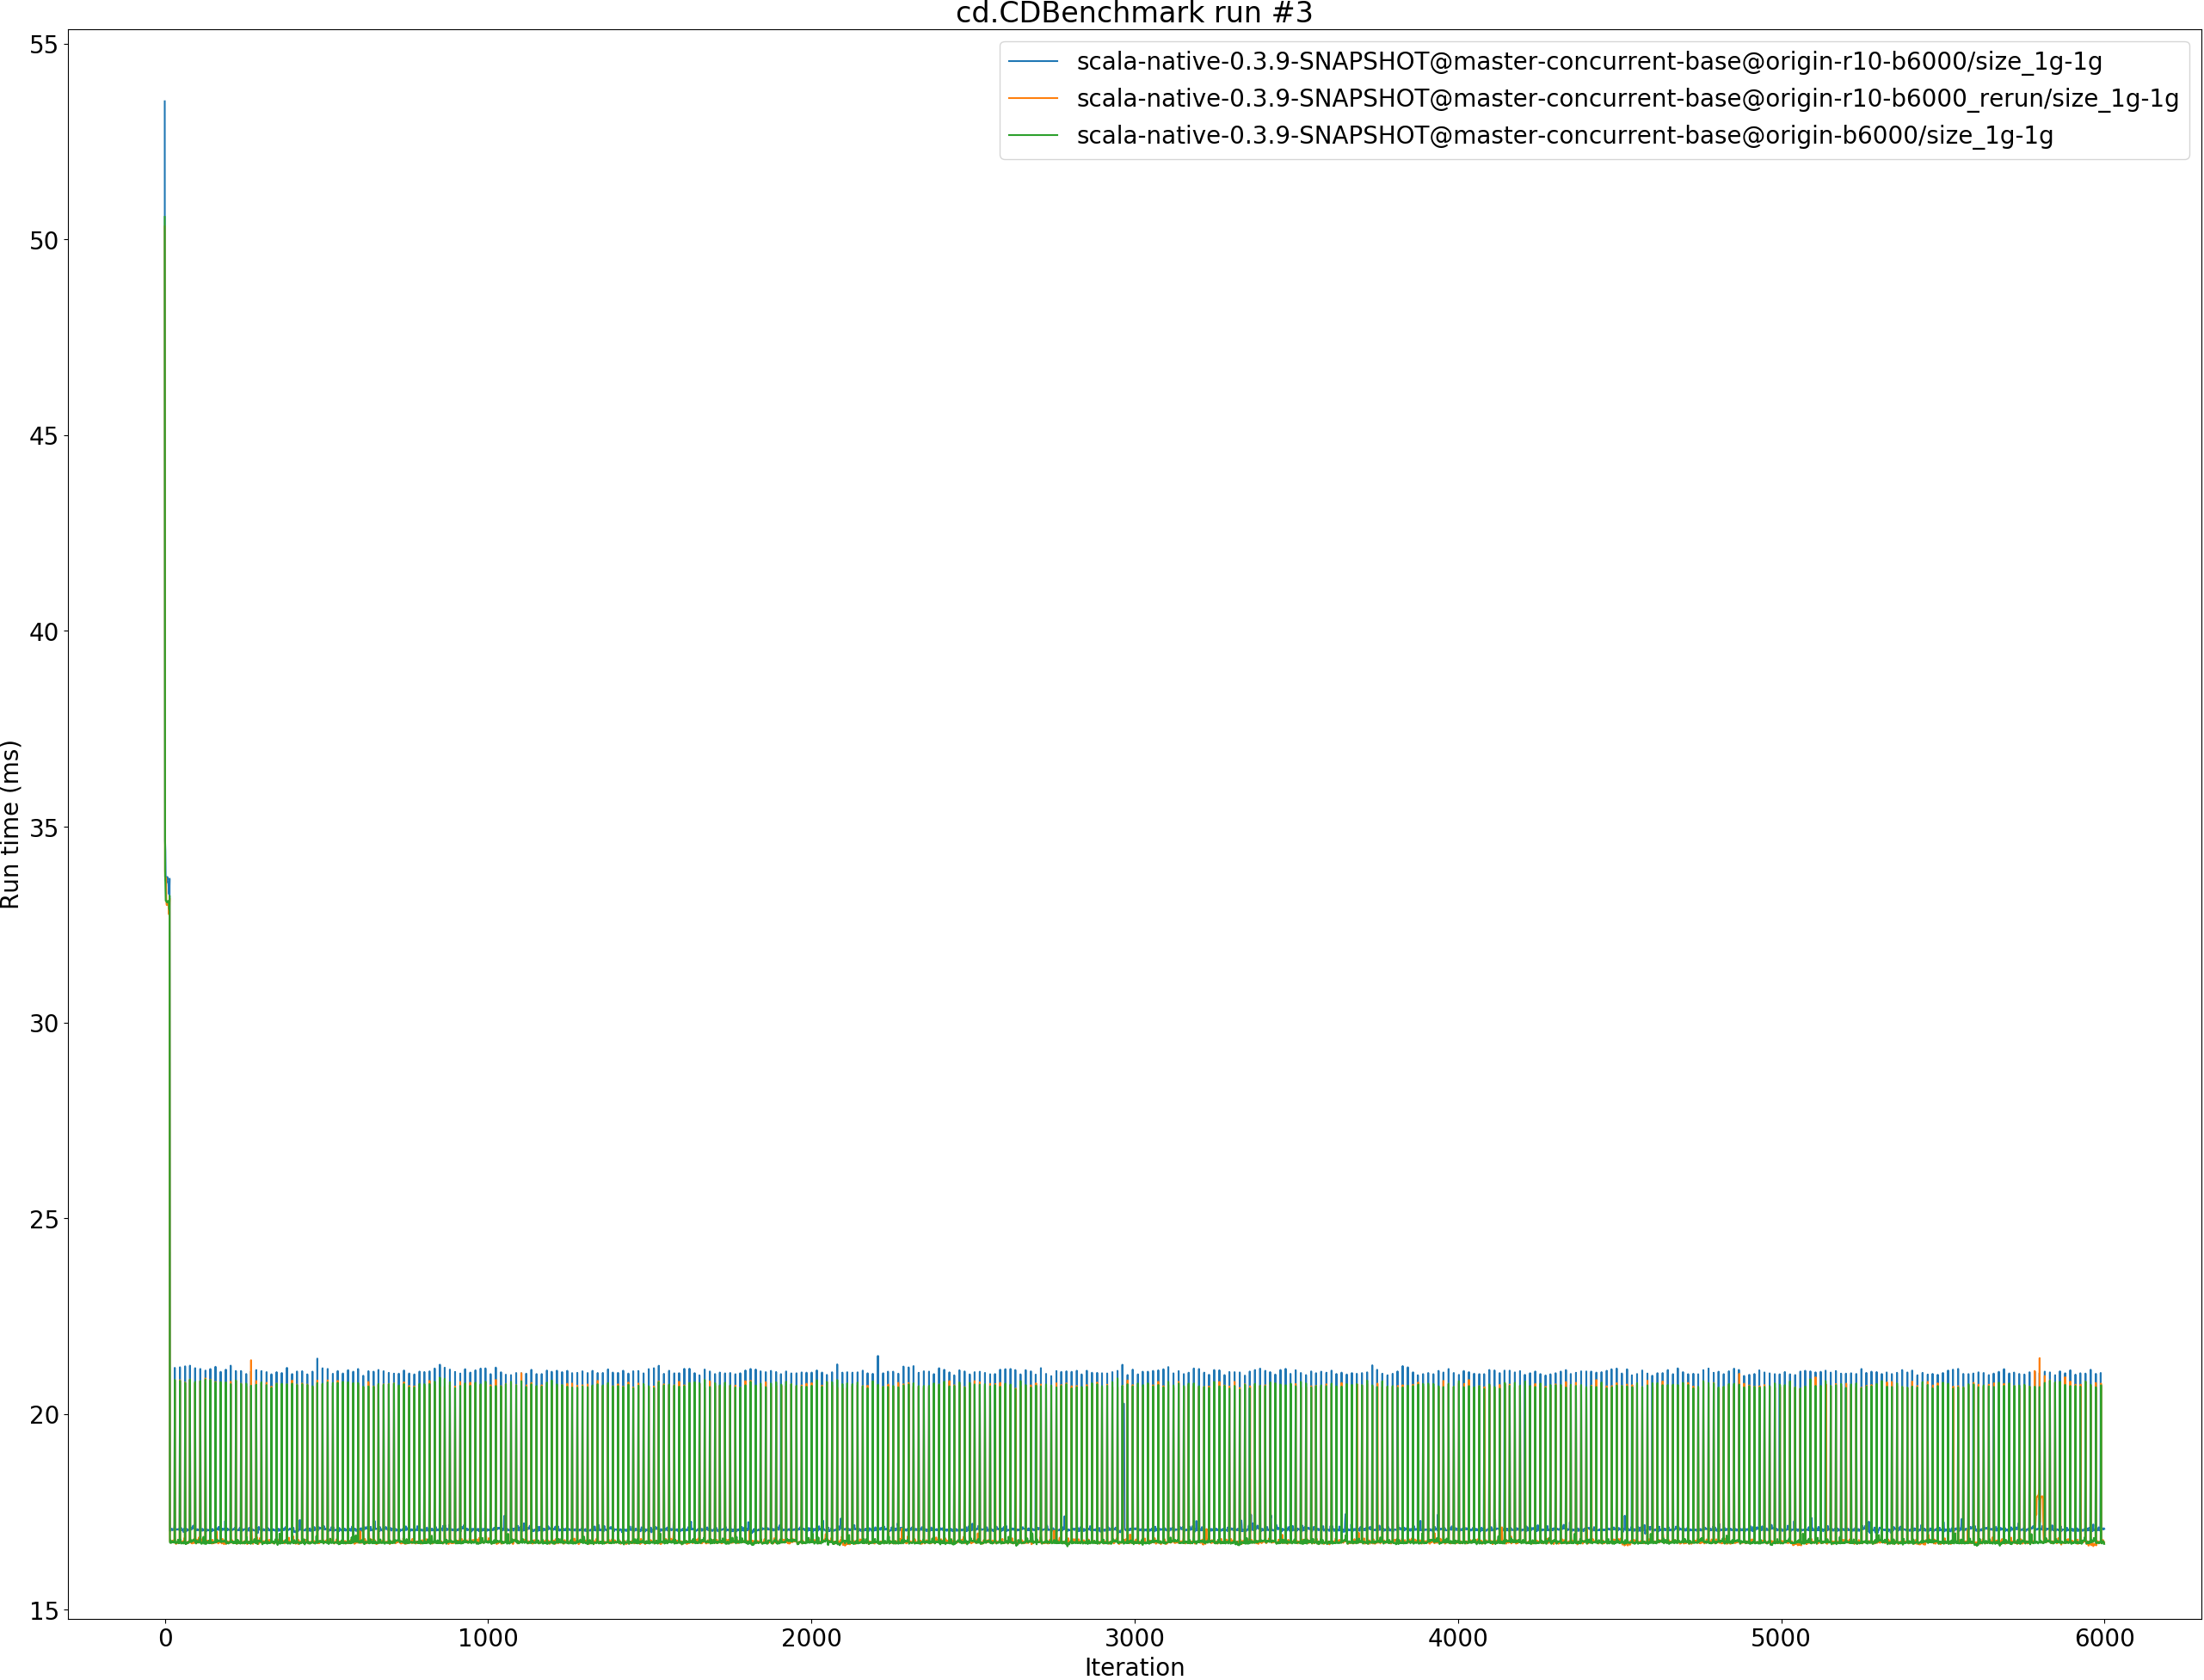 cd.CDBenchmark run #3
scala-native-0.3.9-SNAPSHOT@master-concurrent-base@origin-r10-b6000/size_1g-1g
scala-native-0.3.9-SNAPSHOT@master-concurrent-base@origin-r10-b6000_rerun/size_1g-1g
scala-native-0.3.9-SNAPSHOT@master-concurrent-base@origin-b6000/size_1g-1g
Run time (ms)
55
50
45
40
35
30
25
20
15
0 1000 2000 3000 4000 5000 6000
Iteration